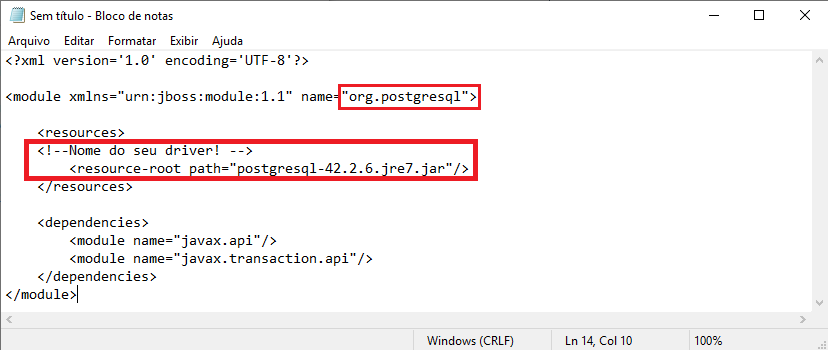 Sem título - Bloco de notas
Arquivo Editar Formatar Exibir Ajuda
<?xml version='1.0' encoding='UTF-8'?>
<module xmlns="urn:jboss:module:1.1" name="org.postgresql">
<resources>
<!--Nome do seu driver! -->
<resource-root path="postgresql-42.2.6.jre7.jar"/>
</resources>
<dependencies>
<module name="javax.api"/>
<module name="javax.transaction.api"/>
</dependencies>
</module>
Windows (CRLF) Ln 14, Col 10 100%